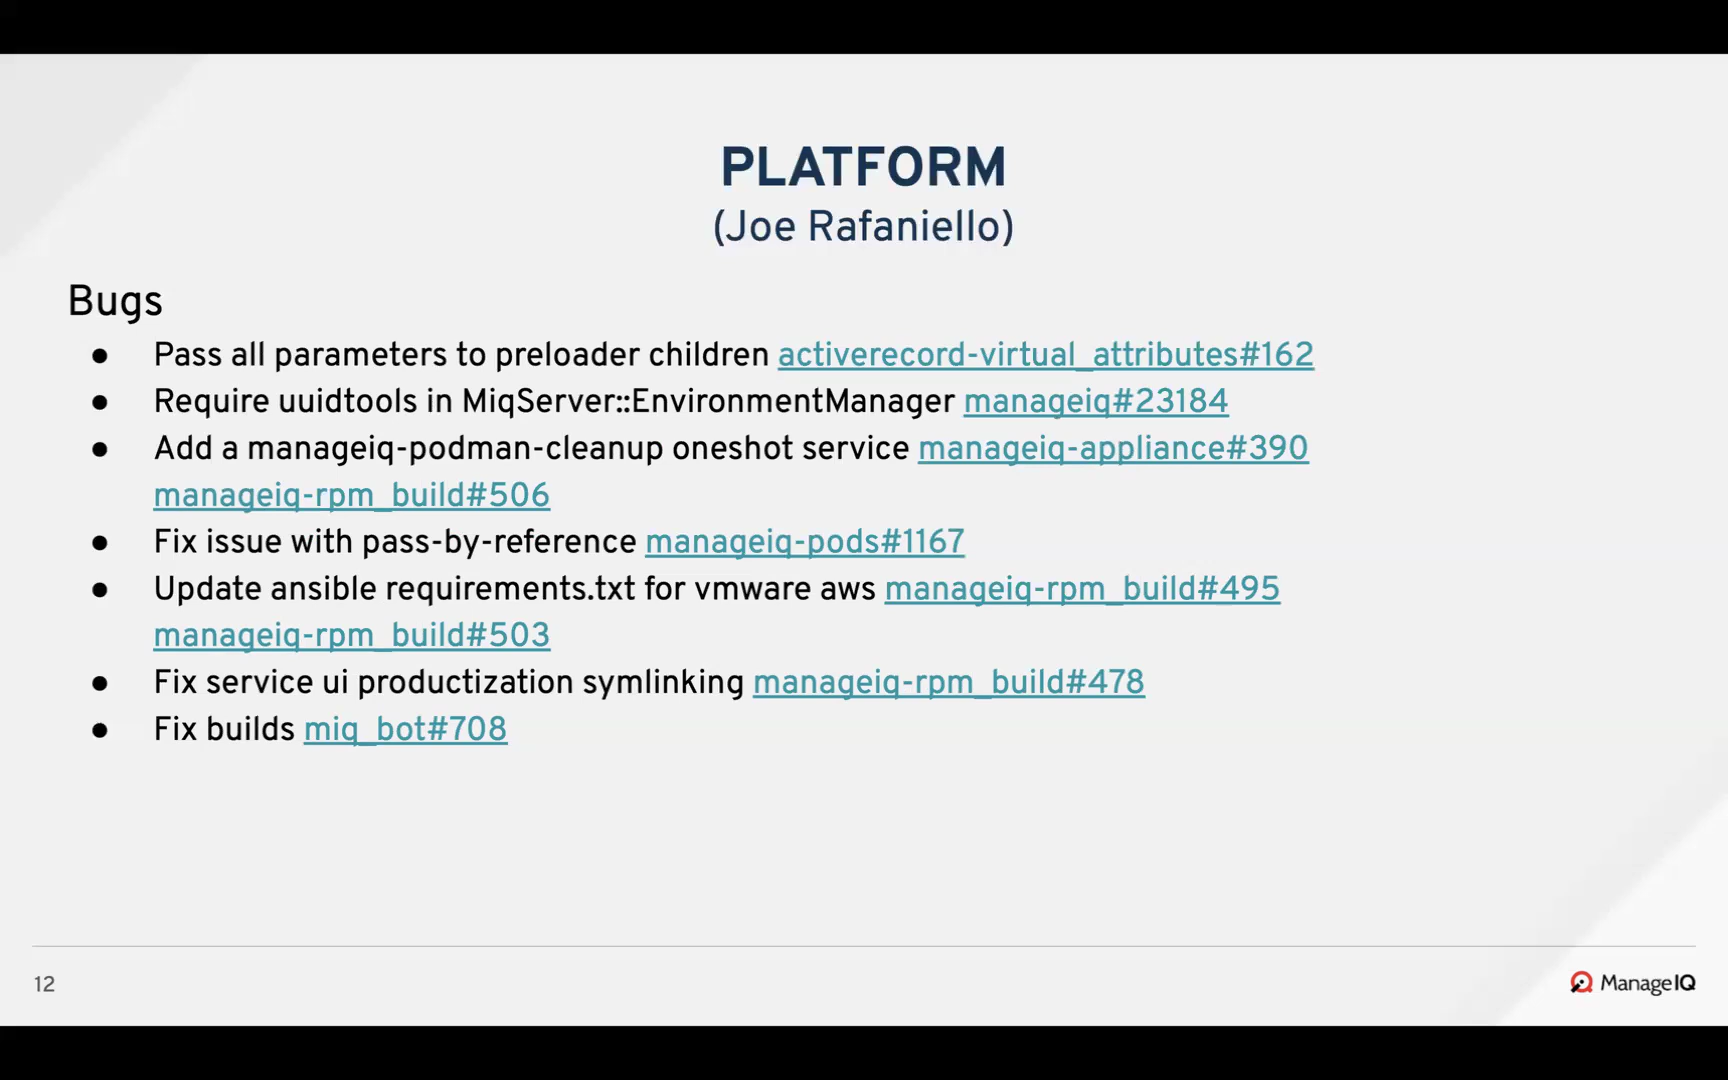 PLATFORM
(Joe Rafaniello)
Bugs
● Pass all parameters to preloader children activerecord-virtual_attributes#162
● Require uuidtools in MiqServer::EnvironmentManager manageiq#23184
● Add a manageiq-podman-cleanup oneshot service manageiq-appliance#390
manageiq-rpm_build#506
● Fix issue with pass-by-reference manageiq-pods#1167
● Update ansible requirements.txt for vmware aws manageiq-rpm_build#495
manageiq-rpm_build#503
● Fix service ui productization symlinking manageiq-rpm_build#478
● Fix builds miq_bot#708
12
ManageIQ